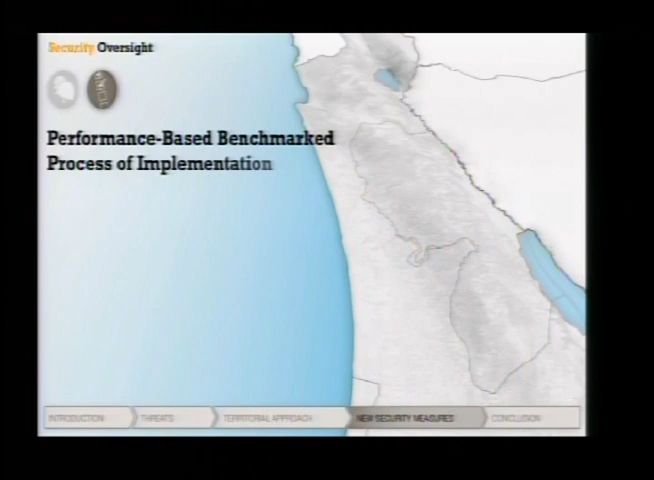 Security Oversight
Performance-Based Benchmarked
Process of Implementation
INTRODUCTION
THREATS
TERRITORIAL APPROACH
NEW SECURITY MEASURES
CONCLUSION